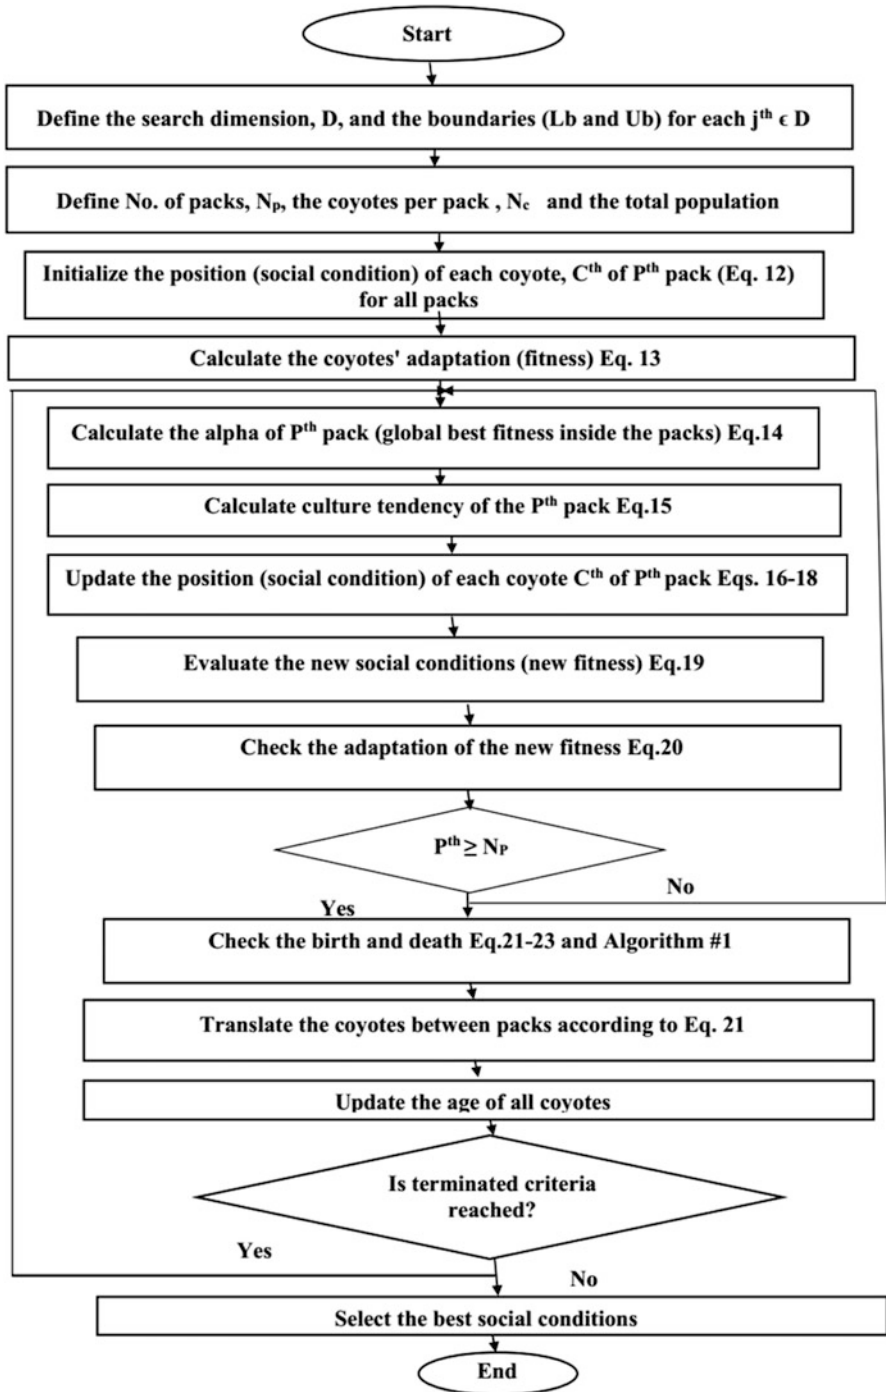 Start
Define the search dimension, D, and the boundaries (Lb and Ub) for each jᵗʰ ϵ D
Define No. of packs, Nₚ, the coyotes per pack , N꜀ and the total population
Initialize the position (social condition) of each coyote, Cᵗʰ of Pᵗʰ pack (Eq. 12)
for all packs
Calculate the coyotes' adaptation (fitness) Eq. 13
Calculate the alpha of Pᵗʰ pack (global best fitness inside the packs) Eq.14
Calculate culture tendency of the Pᵗʰ pack Eq.15
Update the position (social condition) of each coyote Cᵗʰ of Pᵗʰ pack Eqs. 16-18
Evaluate the new social conditions (new fitness) Eq.19
Check the adaptation of the new fitness Eq.20
Pᵗʰ ≥ Nₚ
No
Yes
Check the birth and death Eq.21-23 and Algorithm #1
Translate the coyotes between packs according to Eq. 21
Update the age of all coyotes
Is terminated criteria
reached?
Yes
No
Select the best social conditions
End